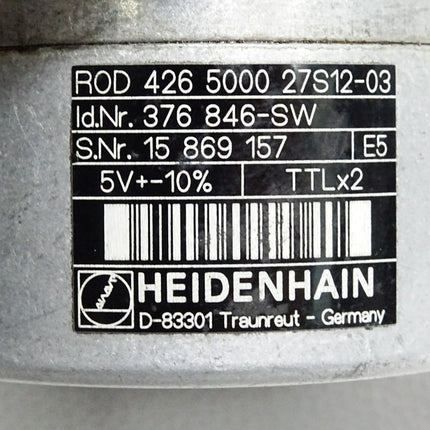 ROD 426 5000 27S12-03
Id.Nr. 376 846-SW
S.Nr. 15 869 157 E5
5V+-10% TTLx2
HEIDENHAIN
D-83301 Traunreut - Germany